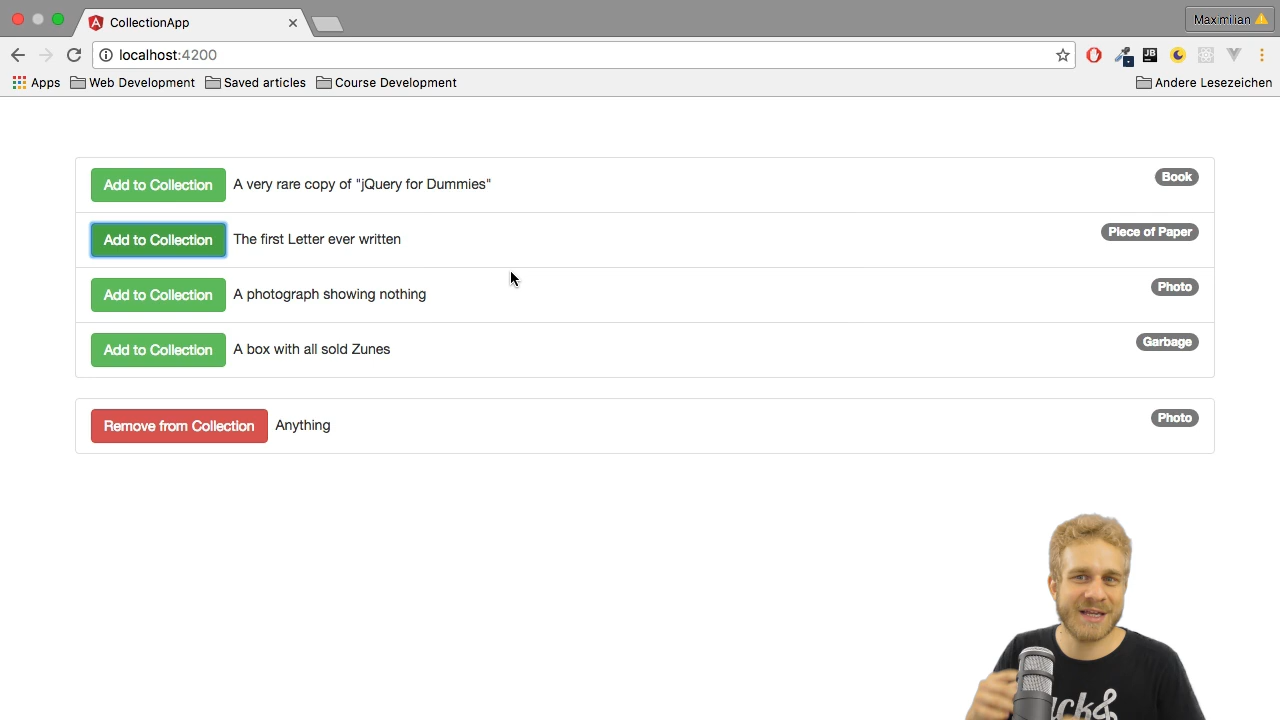 CollectionApp
Maximilian
localhost:4200
JB
Apps Web Development Saved articles Course Development Andere Lesezeichen
Add to Collection A very rare copy of "jQuery for Dummies" Book
Add to Collection The first Letter ever written Piece of Paper
Add to Collection A photograph showing nothing Photo
Add to Collection A box with all sold Zunes Garbage
Remove from Collection Anything Photo